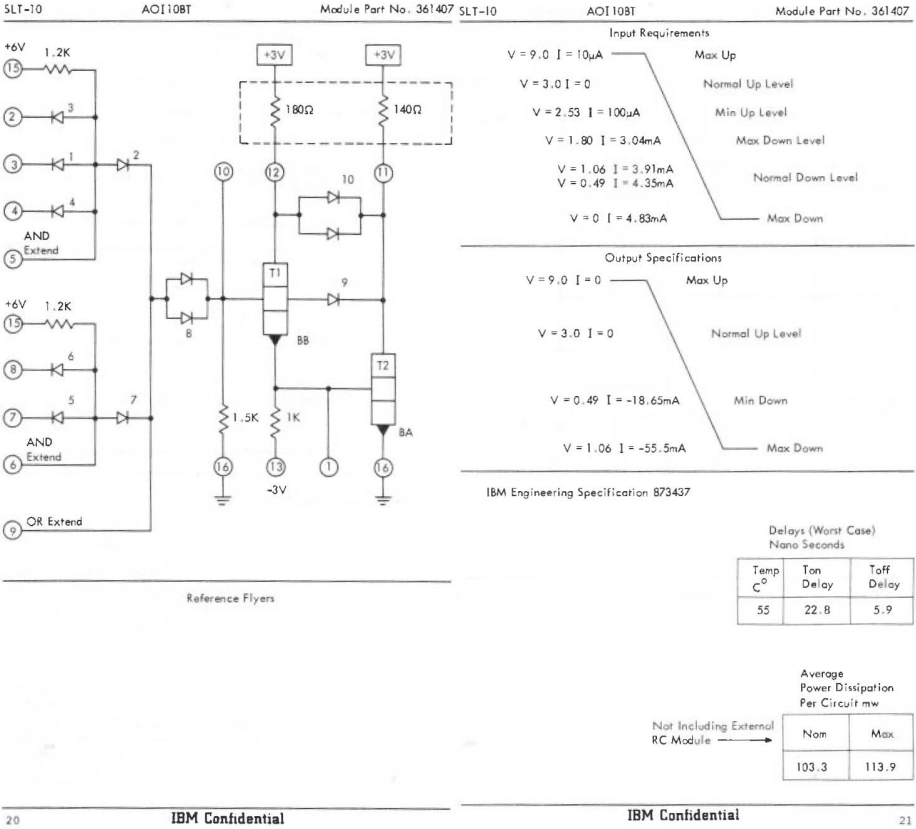 SLT-10 AOI10BT Module Part No. 361407
+6V 1.2K
15
3
2
1 2
3
4
4
AND
Extend
5
+6V 1.2K
15
6
8
5 7
7
AND
Extend
6
OR Extend
9
8
+3V +3V
180Ω 140Ω
10 12 11
10
T1
9
BB
T2
BA
1.5K 1K
16 13 1 16
-3V
Reference Flyers
20 IBM Confidential
SLT-10 AOI10BT Module Part No. 361407
Input Requirements
V = 9.0 I = 10µA Max Up
V = 3.0 I = 0 Normal Up Level
V = 2.53 I = 100µA Min Up Level
V = 1.80 I = 3.04mA Max Down Level
V = 1.06 I = 3.91mA
V = 0.49 I = 4.35mA Normal Down Level
V = 0 I = 4.83mA Max Down
Output Specifications
V = 9.0 I = 0 Max Up
V = 3.0 I = 0 Normal Up Level
V = 0.49 I = -18.65mA Min Down
V = 1.06 I = -55.5mA Max Down
IBM Engineering Specification 873437
Delays (Worst Case)
Nano Seconds
Temp Ton Toff
C° Delay Delay
55 22.8 5.9
Average
Power Dissipation
Per Circuit mw
Not Including External
RC Module
Nom Max
103.3 113.9
IBM Confidential 21